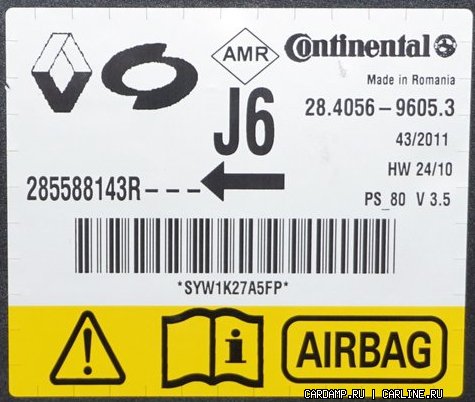 AMR
Continental
Made in Romania
J6
28.4056-9605.3
43/2011
HW 24/10
285588143R---
PS_80 V 3.5
*SYW1K27A5FP*
i
AIRBAG
CARDAMP.RU | CARLINE.RU